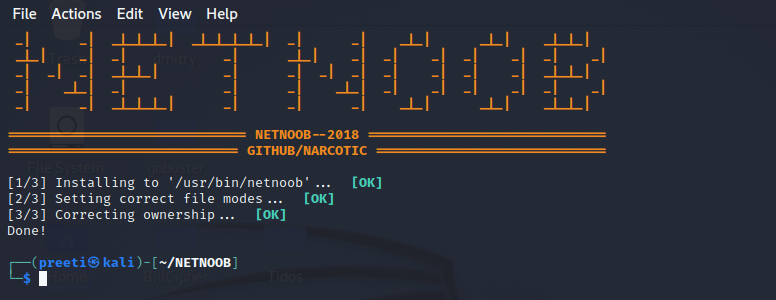 File Actions Edit View Help
NETNOOB
NETNOOB--2018
GITHUB/NARCOTIC
[1/3] Installing to '/usr/bin/netnoob'... [OK]
[2/3] Setting correct file modes... [OK]
[3/3] Correcting ownership... [OK]
Done!
┌──(preeti㉿kali)-[~/NETNOOB]
└─$